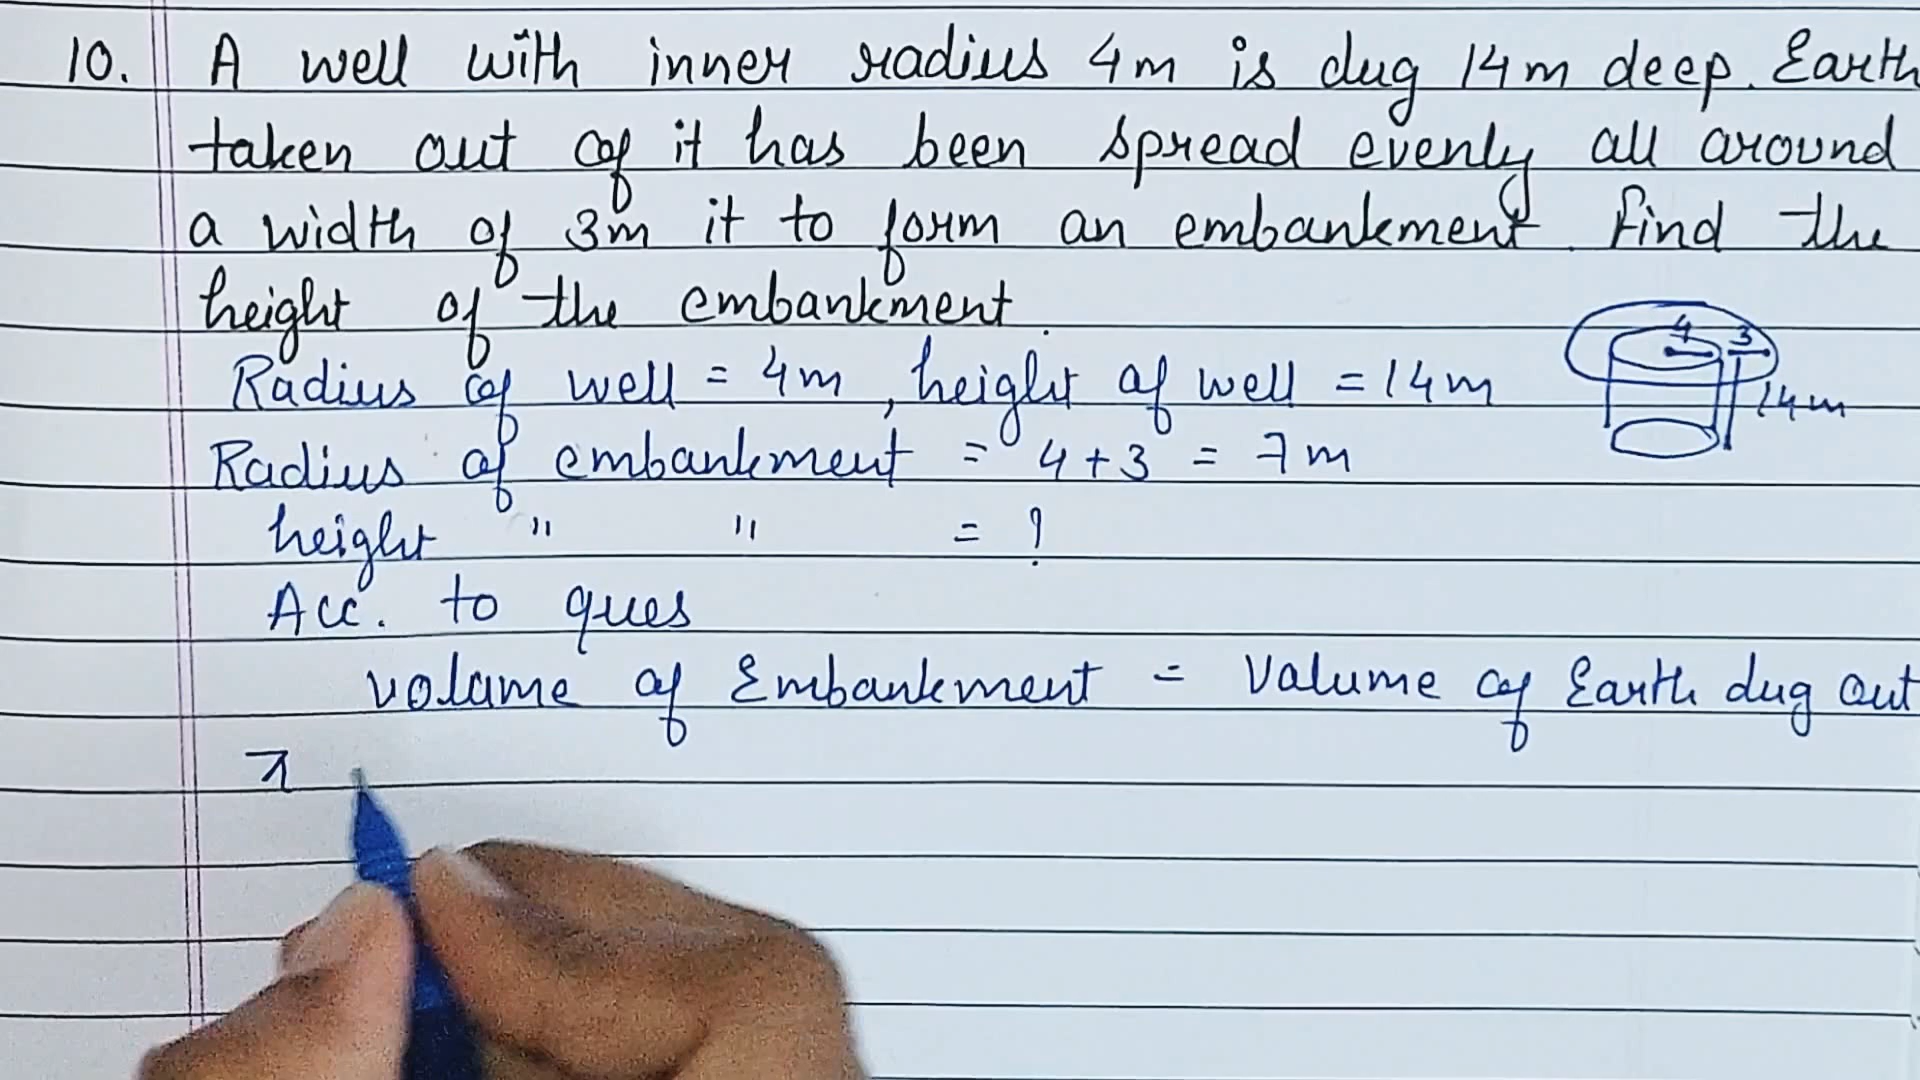 10. A well with inner radius 4m is dug 14m deep. Earth
taken out of it has been spread evenly all around
a width of 3m it to form an embankment. Find the
height of the embankment.
4 3
Radius of well = 4m, height of well = 14m
14m
Radius of embankment = 4+3 = 7m
height " " = ?
Acc. to ques
volume of Embankment = Volume of Earth dug out
π